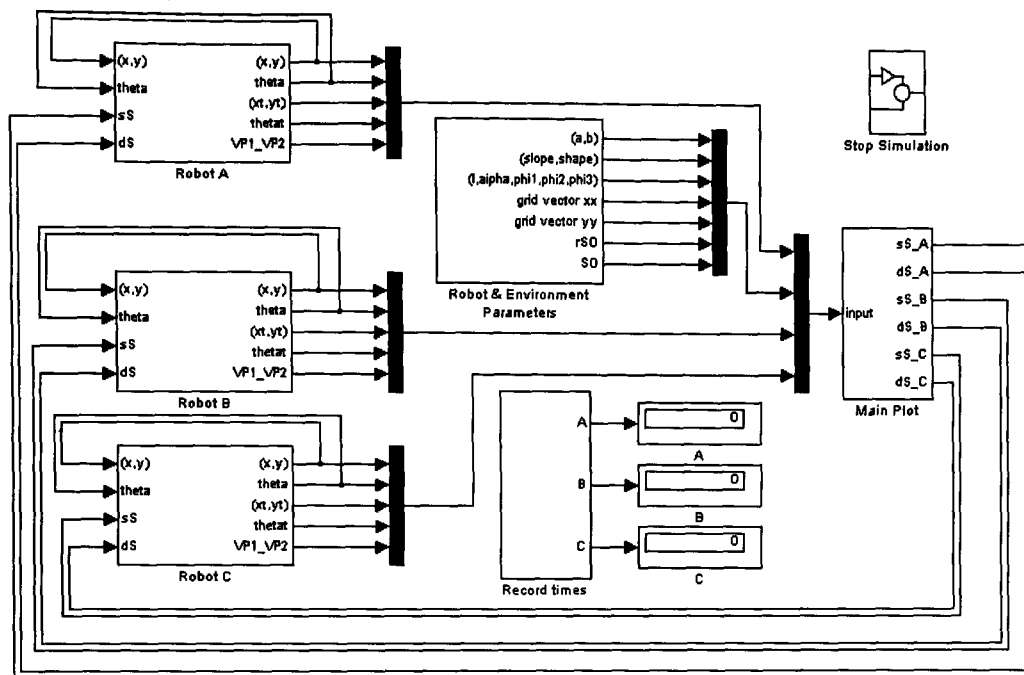 (x,y)
theta
sS
dS
(x,y)
theta
(xt,yt)
thetat
VP1_VP2
Robot A
(a,b)
(slope,shape)
(l,aipha,phi1,phi2,phi3)
grid vector xx
grid vector yy
rSO
SO
Robot & Environment
Parameters
Stop Simulation
(x,y)
theta
sS
dS
(x,y)
theta
(xt,yt)
thetat
VP1_VP2
Robot B
input
sS_A
dS_A
sS_B
dS_B
sS_C
dS_C
Main Plot
(x,y)
theta
sS
dS
(x,y)
theta
(xt,yt)
thetat
VP1_VP2
Robot C
A
B
C
Record times
0
A
0
B
0
C